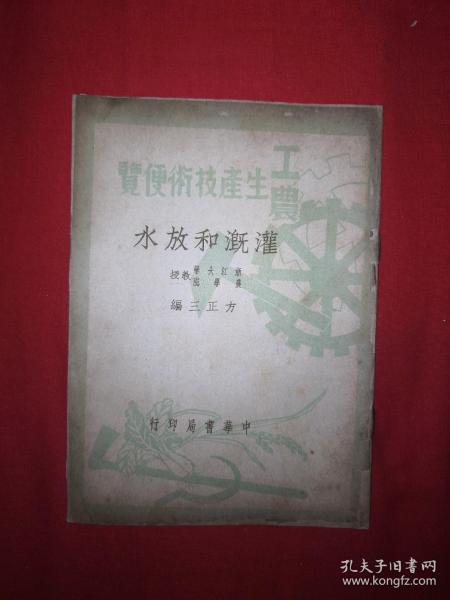 工農生產技術便覽
灌漑和放水
浙江大學
農學院
教授
方正三編
中華書局印行
孔夫子旧书网
www.kongfz.com